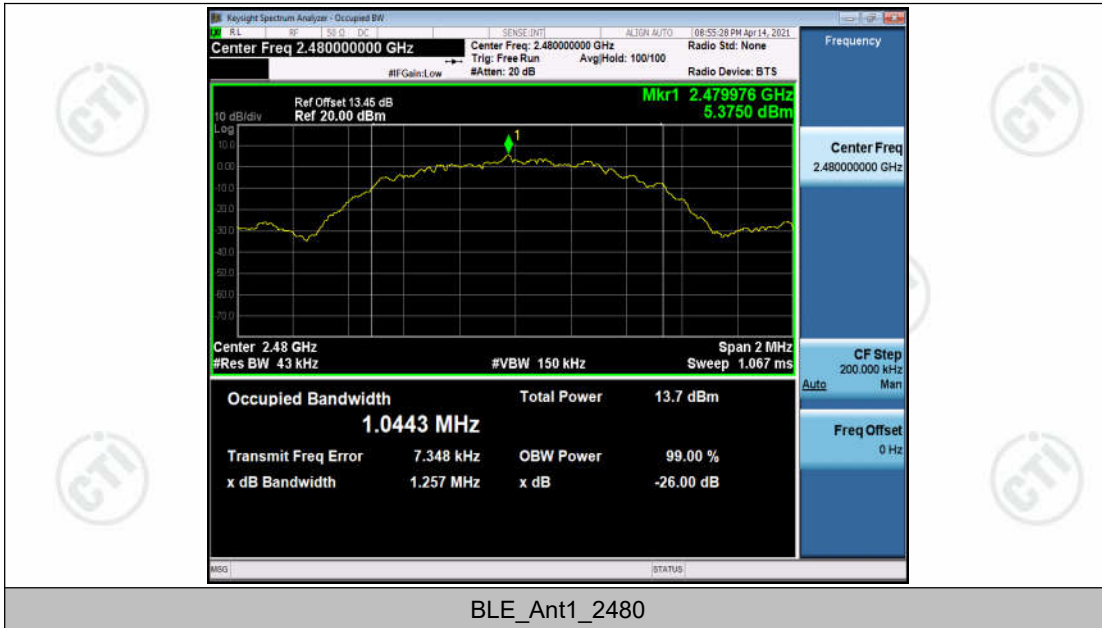 Keysight Spectrum Analyzer - Occupied BW
RL RF 50 Ω DC SENSE:INT ALIGN AUTO 08:55:28 PM Apr 14, 2021
Center Freq 2.480000000 GHz
Center Freq: 2.480000000 GHz
Radio Std: None
Trig: Free Run Avg|Hold: 100/100
#IFGain:Low
#Atten: 20 dB
Radio Device: BTS
Frequency
Ref Offset 13.45 dB
Mkr1 2.479976 GHz
10 dB/div Ref 20.00 dBm
5.3750 dBm
Log
1
10.0
0.00
-10.0
-20.0
-30.0
-40.0
-50.0
-60.0
-70.0
Center Freq
2.480000000 GHz
Center 2.48 GHz
Span 2 MHz
#Res BW 43 kHz
#VBW 150 kHz
Sweep 1.067 ms
CF Step
200.000 kHz
Auto Man
Freq Offset
0 Hz
Occupied Bandwidth
Total Power 13.7 dBm
1.0443 MHz
Transmit Freq Error 7.348 kHz
OBW Power 99.00 %
x dB Bandwidth 1.257 MHz
x dB -26.00 dB
MSG
STATUS
CTI
CTI
CTI
CTI
BLE_Ant1_2480